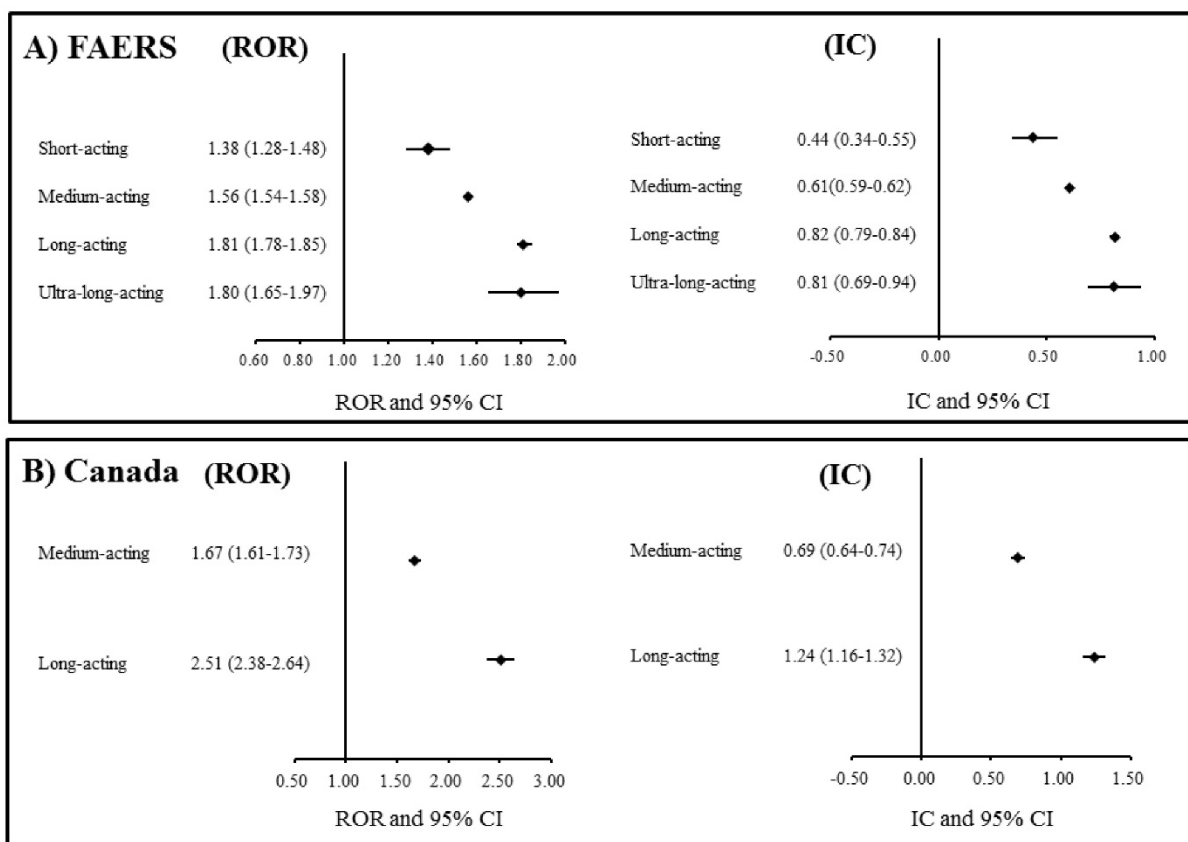 A) FAERS (ROR) (IC)
Short-acting 1.38 (1.28-1.48)
Medium-acting 1.56 (1.54-1.58)
Long-acting 1.81 (1.78-1.85)
Ultra-long-acting 1.80 (1.65-1.97)
0.60 0.80 1.00 1.20 1.40 1.60 1.80 2.00
ROR and 95% CI
Short-acting 0.44 (0.34-0.55)
Medium-acting 0.61(0.59-0.62)
Long-acting 0.82 (0.79-0.84)
Ultra-long-acting 0.81 (0.69-0.94)
-0.50 0.00 0.50 1.00
IC and 95% CI
B) Canada (ROR) (IC)
Medium-acting 1.67 (1.61-1.73)
Long-acting 2.51 (2.38-2.64)
0.50 1.00 1.50 2.00 2.50 3.00
ROR and 95% CI
Medium-acting 0.69 (0.64-0.74)
Long-acting 1.24 (1.16-1.32)
-0.50 0.00 0.50 1.00 1.50
IC and 95% CI